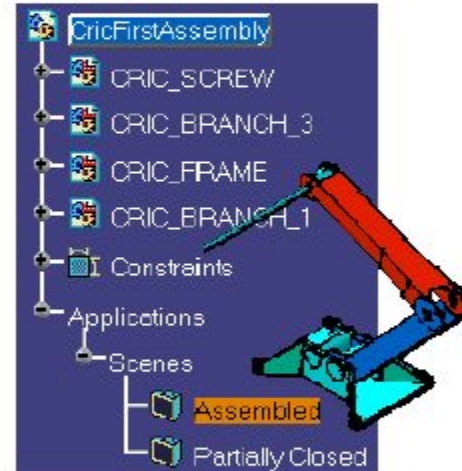 CricFirstAssembly
CRIC_SCREW
CRIC_BRANCH_3
CRIC_FRAME
CRIC_BRANCH_1
Constraints
Applications
Scenes
Assembled
Partially Closed